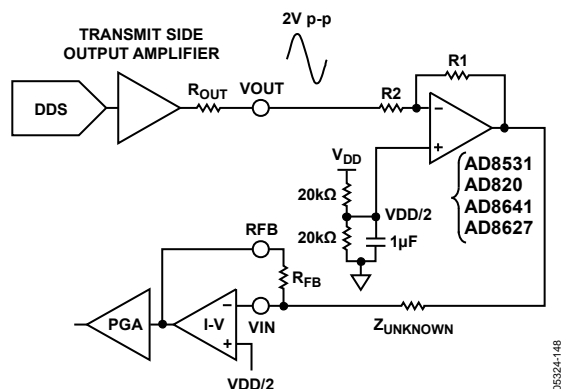 2V p-p
TRANSMIT SIDE
OUTPUT AMPLIFIER
DDS
ROUT
VOUT
R2
R1
−
+
AD8531
AD820
AD8641
AD8627
VDD
20kΩ
VDD/2
20kΩ
1µF
RFB
RFB
PGA
I-V
−
+
VIN
ZUNKNOWN
VDD/2
05324-148